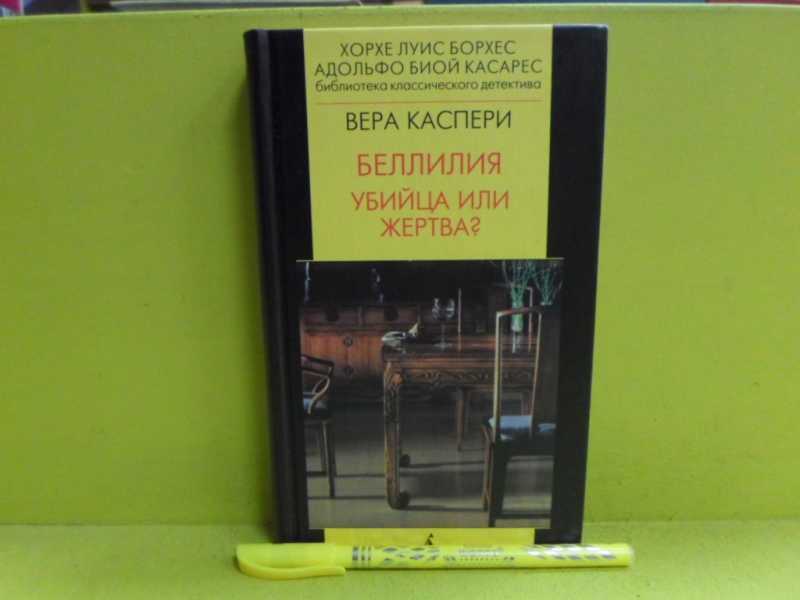 ХОРХЕ ЛУИС БОРХЕС
АДОЛЬФО БИОЙ КАСАРЕС
библиотека классического детектива
ВЕРА КАСПЕРИ
БЕЛЛИЛИЯ
УБИЙЦА ИЛИ
ЖЕРТВА?